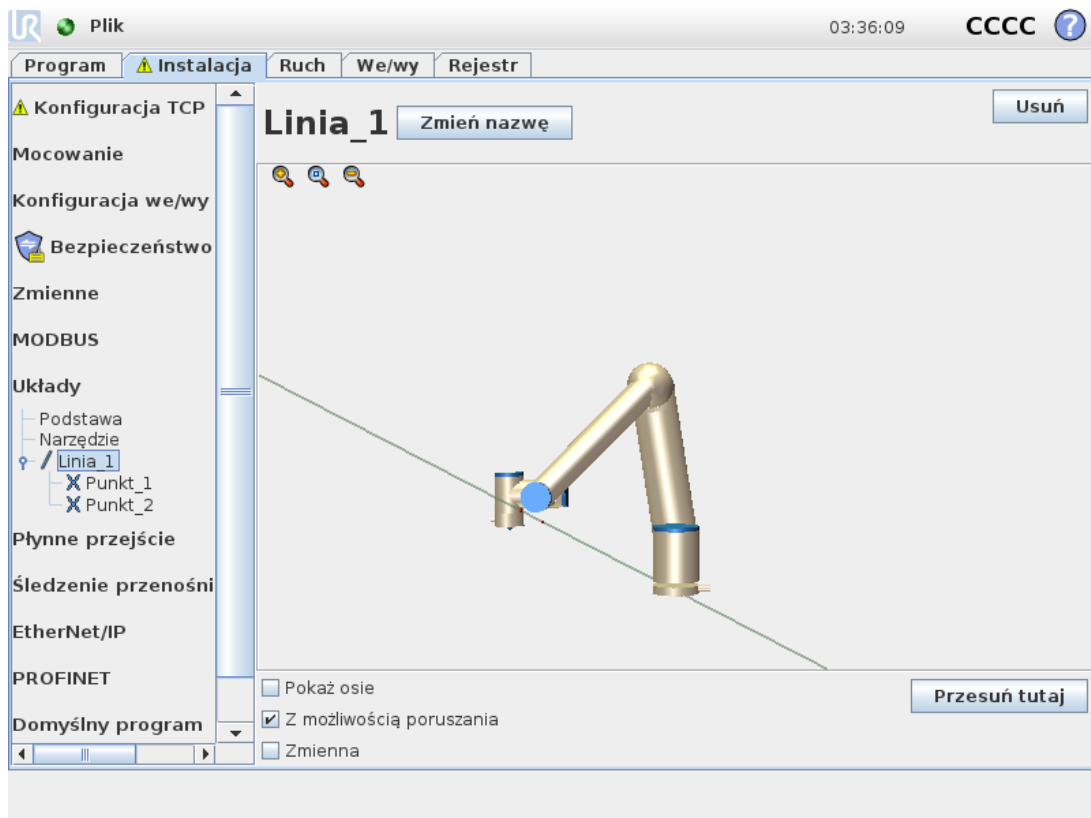 UR Plik 03:36:09 CCCC ?
Program Instalacja Ruch We/wy Rejestr
Konfiguracja TCP
Mocowanie
Konfiguracja we/wy
Bezpieczeństwo
Zmienne
MODBUS
Układy
Podstawa
Narzędzie
Linia_1
Punkt_1
Punkt_2
Płynne przejście
Śledzenie przenośni
EtherNet/IP
PROFINET
Domyślny program
Linia_1 Zmień nazwę Usuń
Pokaż osie
Z możliwością poruszania
Zmienna
Przesuń tutaj